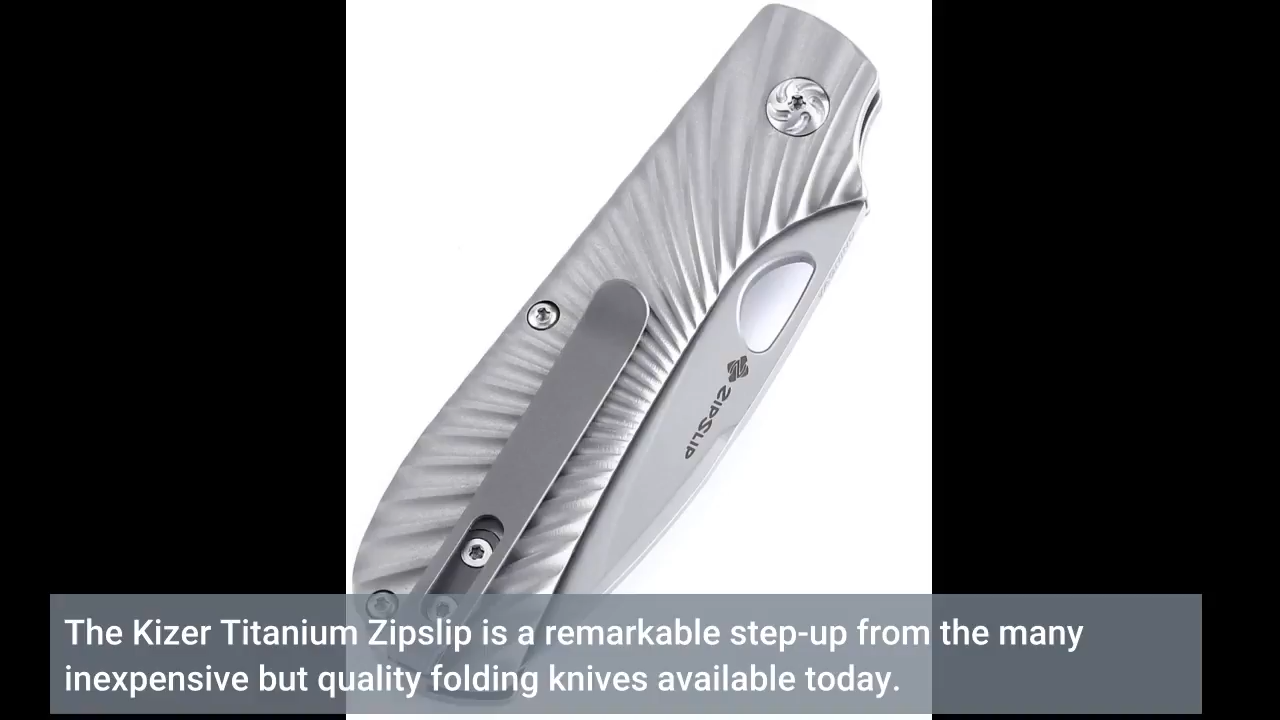 ZIPSLIP
The Kizer Titanium Zipslip is a remarkable step-up from the many
inexpensive but quality folding knives available today.